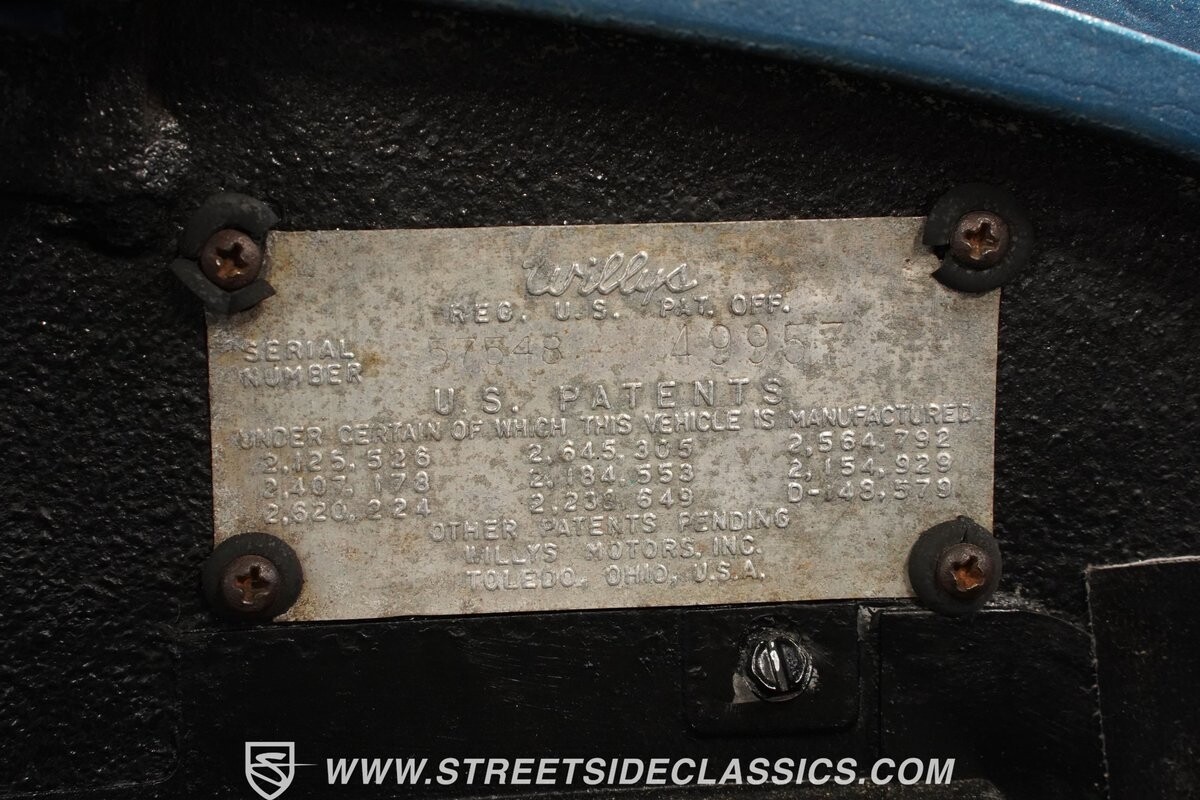 Willys
REG. U.S. PAT. OFF.
SERIAL NUMBER 57548 49957
U.S. PATENTS
UNDER CERTAIN OF WHICH THIS VEHICLE IS MANUFACTURED.
2,125,526 2,645,305 2,564,792
2,407,178 2,184,553 2,154,929
2,620,224 2,239,649 D-148,579
OTHER PATENTS PENDING
WILLYS MOTORS, INC.
TOLEDO, OHIO, U.S.A.
WWW.STREETSIDECLASSICS.COM